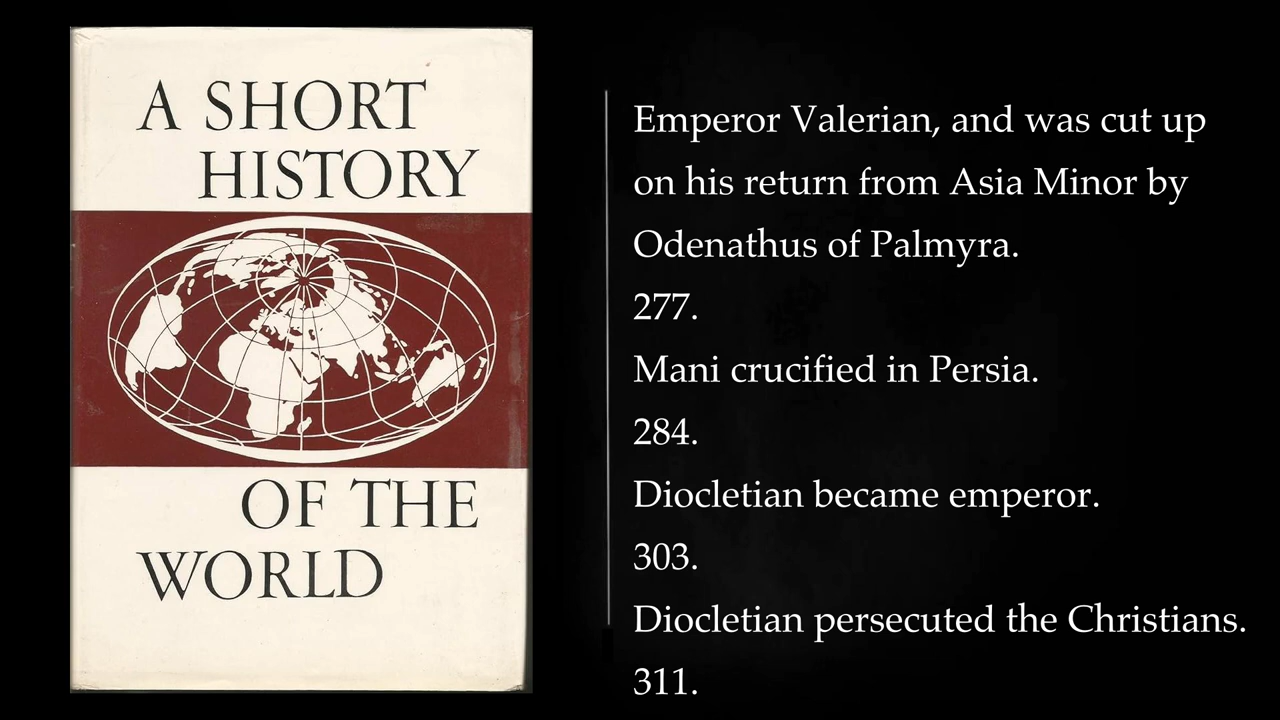 A SHORT
HISTORY
OF THE
WORLD
Emperor Valerian, and was cut up
on his return from Asia Minor by
Odenathus of Palmyra.
277.
Mani crucified in Persia.
284.
Diocletian became emperor.
303.
Diocletian persecuted the Christians.
311.